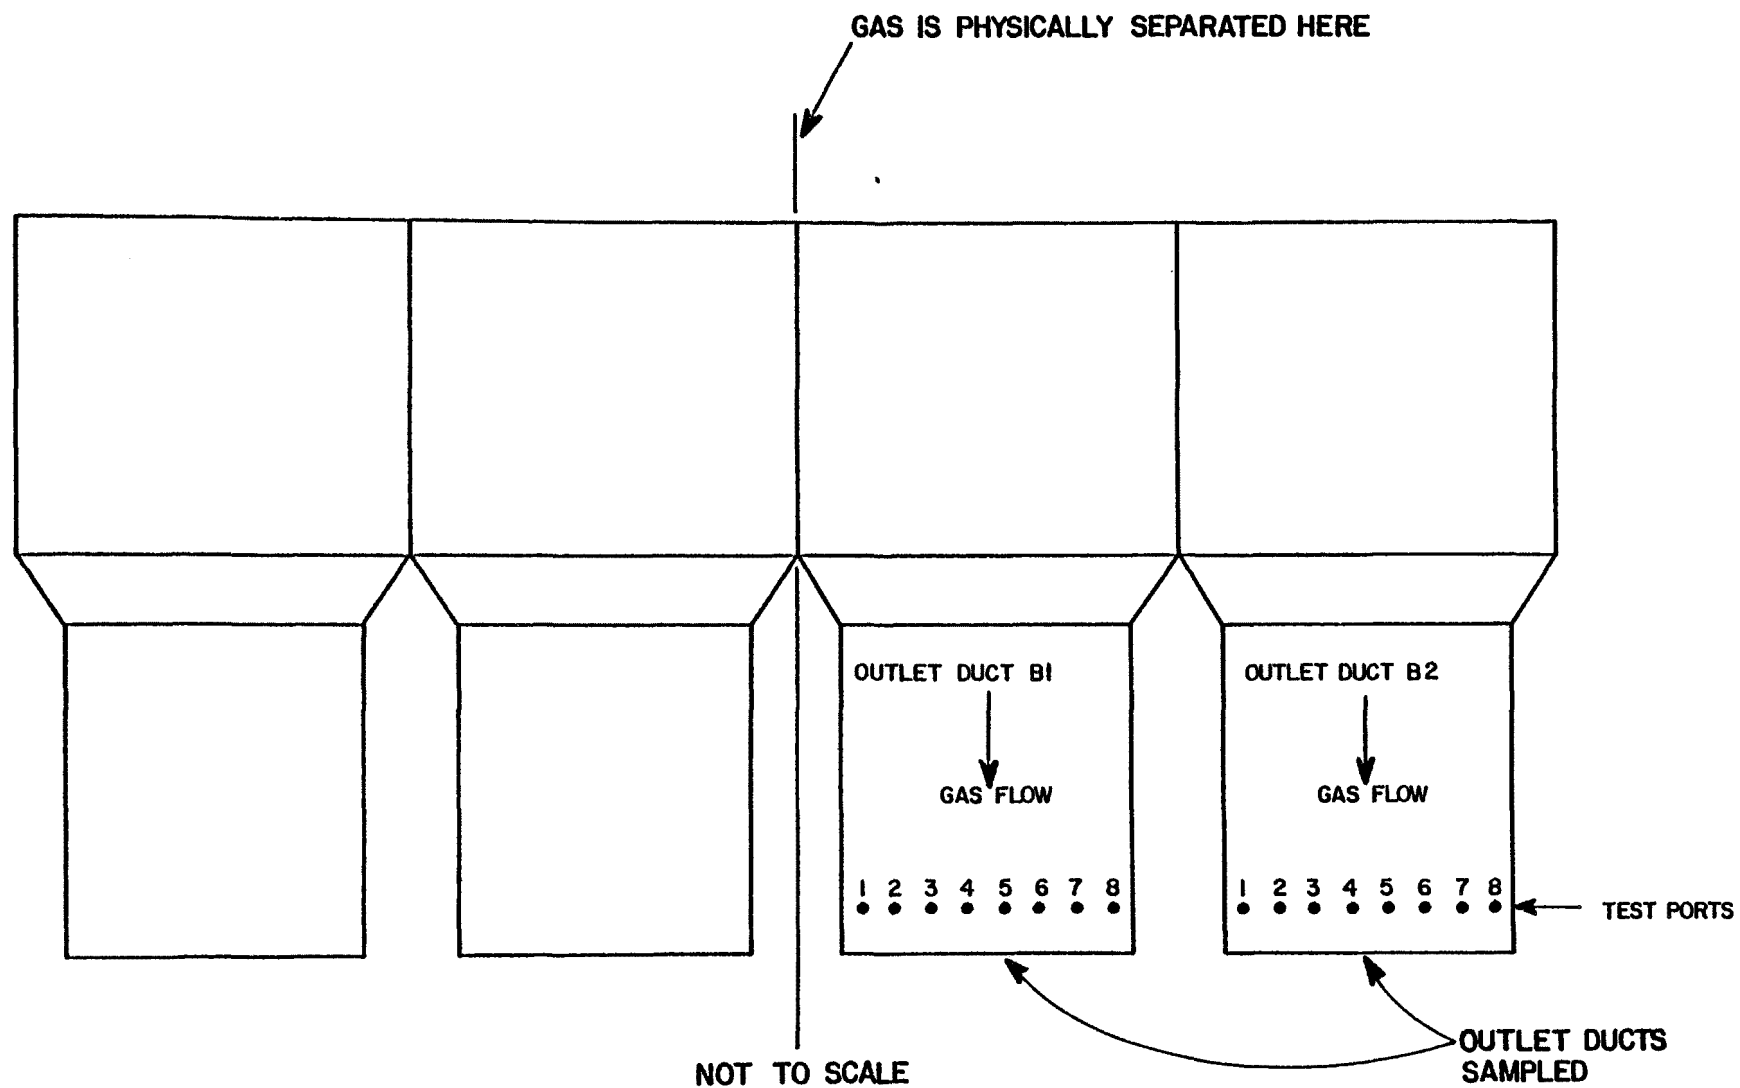 GAS IS PHYSICALLY SEPARATED HERE
OUTLET DUCT B1
OUTLET DUCT B2
GAS FLOW
GAS FLOW
1 2 3 4 5 6 7 8
1 2 3 4 5 6 7 8
TEST PORTS
OUTLET DUCTS
SAMPLED
NOT TO SCALE